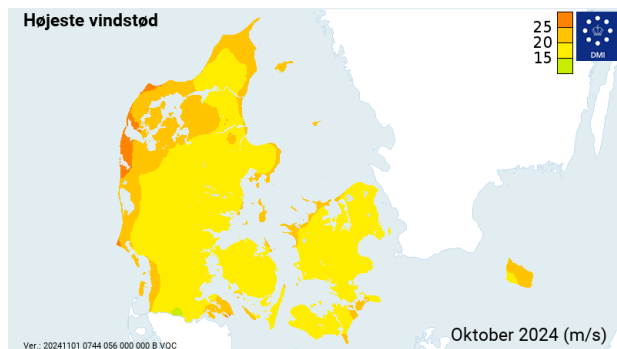 Højeste vindstød
25
20
15
DMI
Oktober 2024 (m/s)
Ver.: 20241101 0744 056 000 000 B VQC